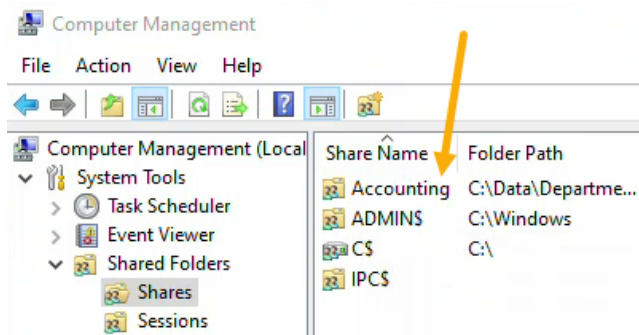 Computer Management
File Action View Help
Computer Management (Local
System Tools
Task Scheduler
Event Viewer
Shared Folders
Shares
Sessions
Share Name Folder Path
Accounting C:\Data\Departme...
ADMIN$ C:\Windows
C$ C:\
IPC$